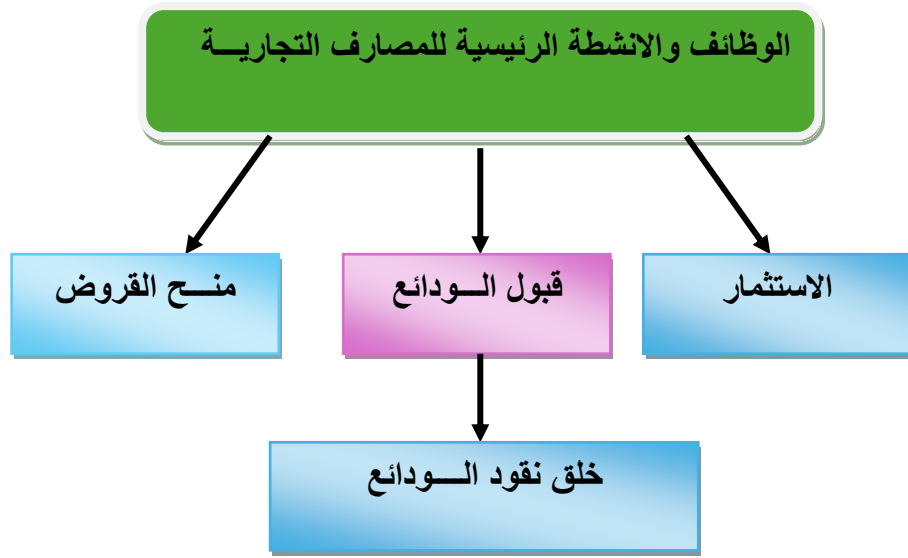 الوظائف والانشطة الرئيسية للمصارف التجاريـــة
الاستثمار
قبول الـــودائع
منـــح القروض
خلق نقود الـــودائع